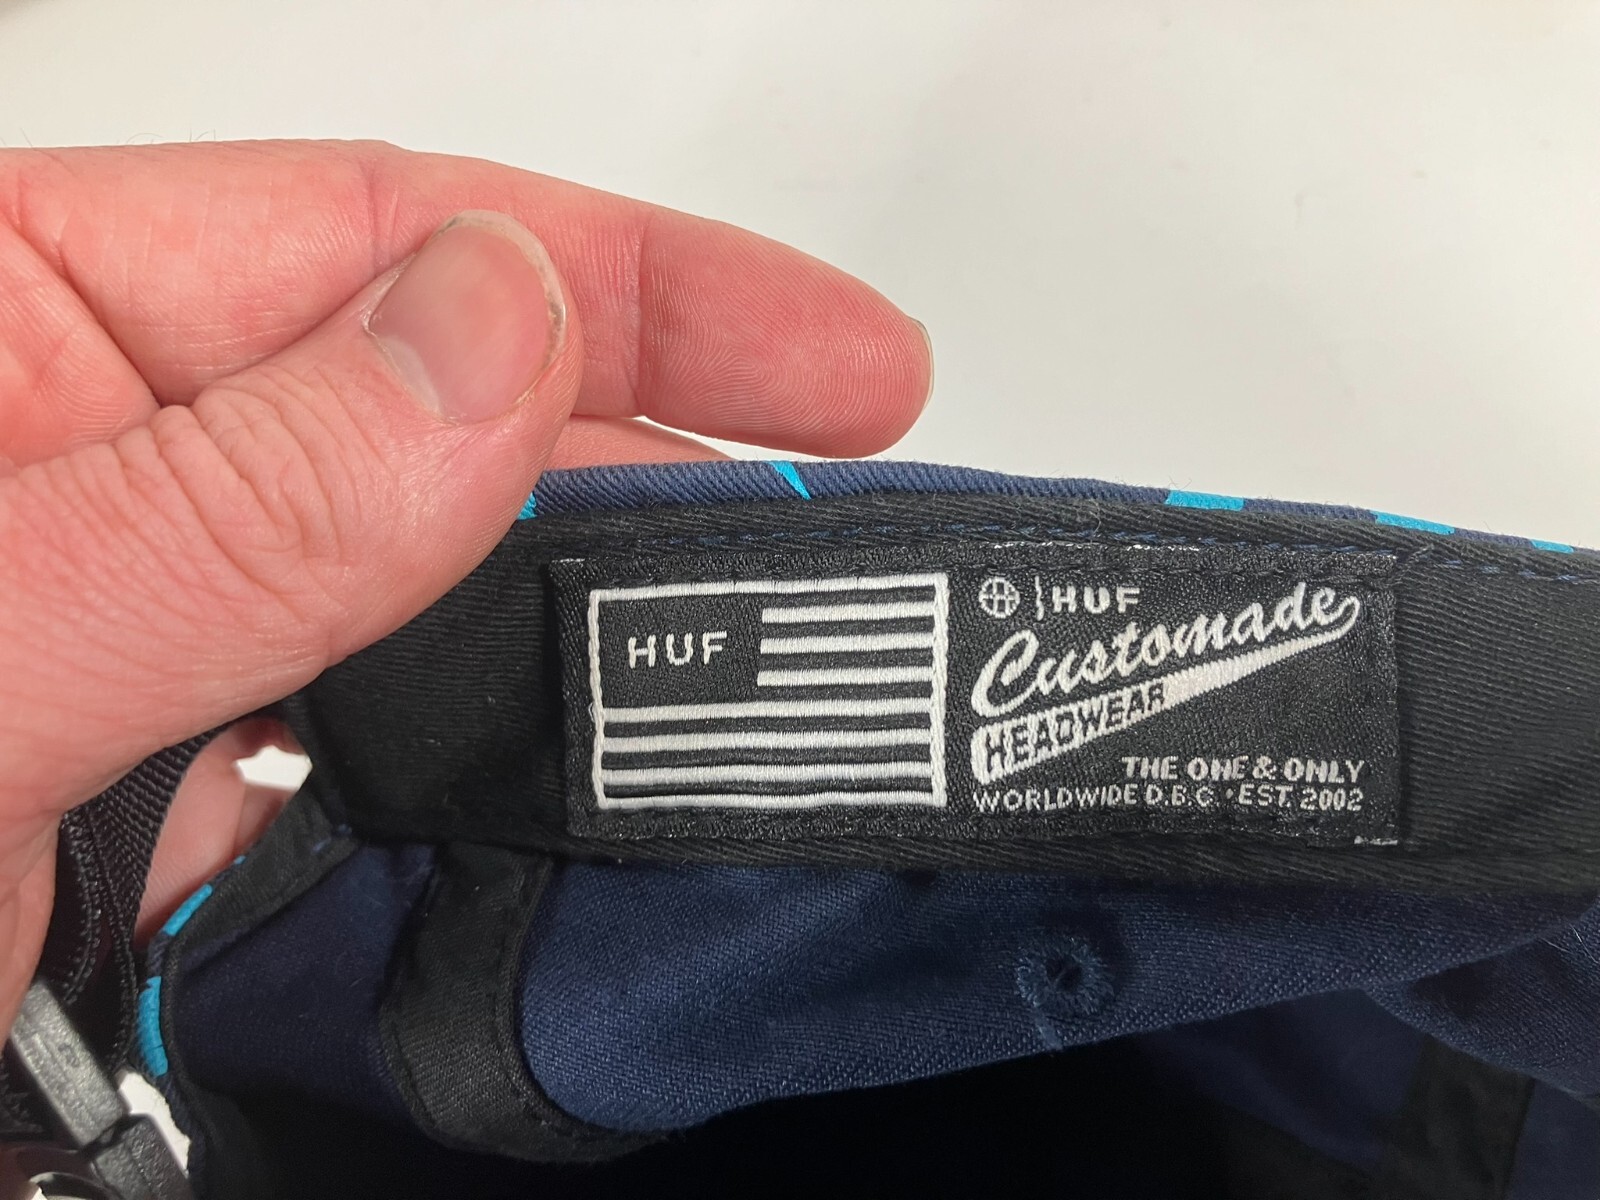 HUF
HUF
Customade
HEADWEAR
THE ONE & ONLY
WORLDWIDE D.B.C. • EST. 2002